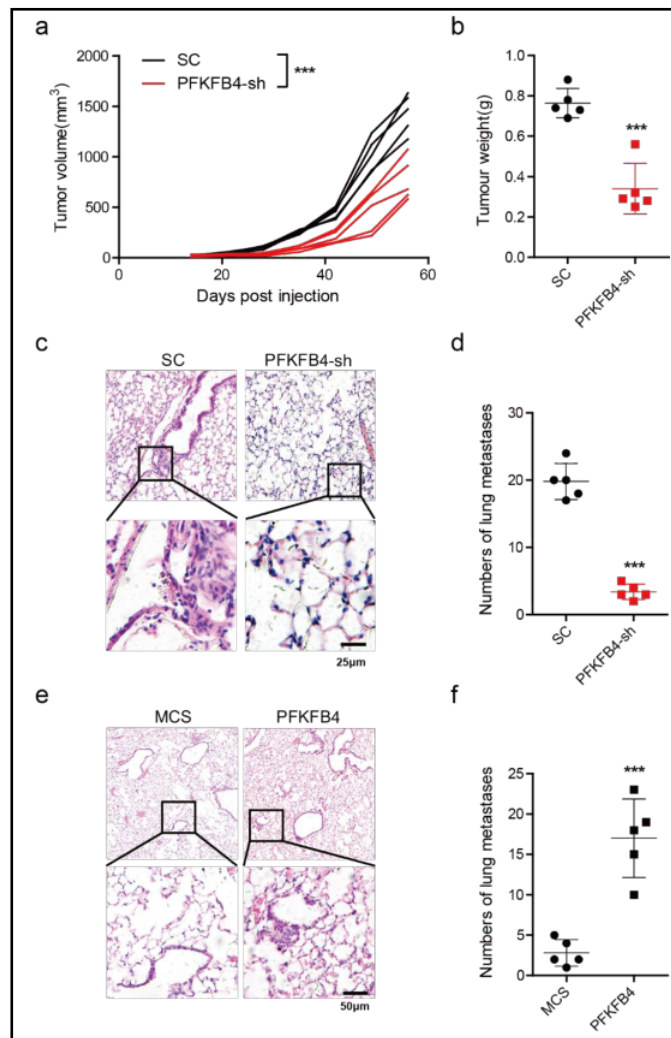 a
Tumor volume(mm³)
2000
1500
1000
500
0
0
20
40
60
Days post injection
SC
PFKFB4-sh
***
b
Tumour weight(g)
1.0
0.8
0.6
0.4
0.2
0.0
***
SC
PFKFB4-sh
c
SC
PFKFB4-sh
25μm
d
Numbers of lung metastases
30
20
10
0
***
SC
PFKFB4-sh
e
MCS
PFKFB4
50μm
f
Numbers of lung metastases
25
20
15
10
5
0
***
MCS
PFKFB4